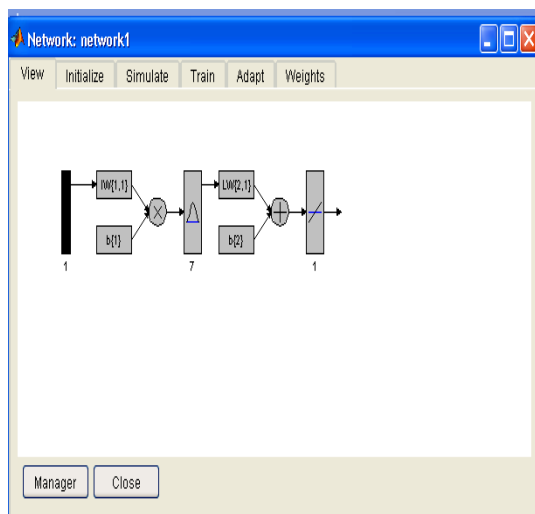 Network: network1
View Initialize Simulate Train Adapt Weights
IW{1,1} LW{2,1}
b{1} b{2}
1 7 1
Manager Close